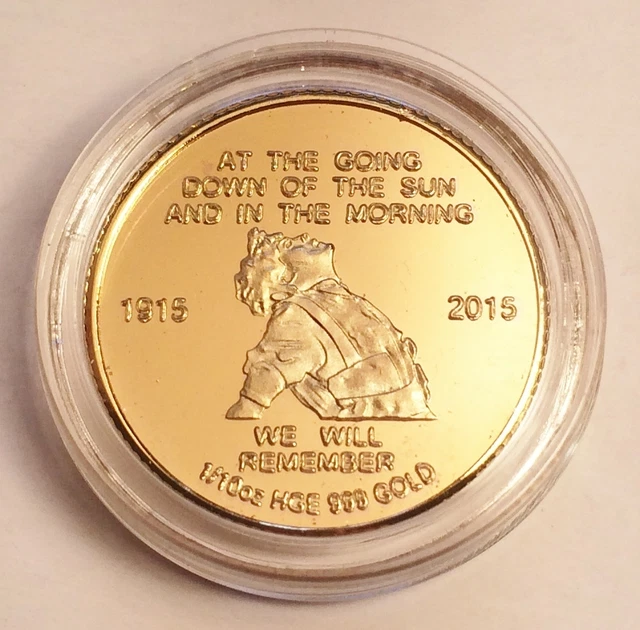 AT THE GOING
DOWN OF THE SUN
AND IN THE MORNING
1915 2015
WE WILL
REMEMBER
1/10oz HGE 999 GOLD